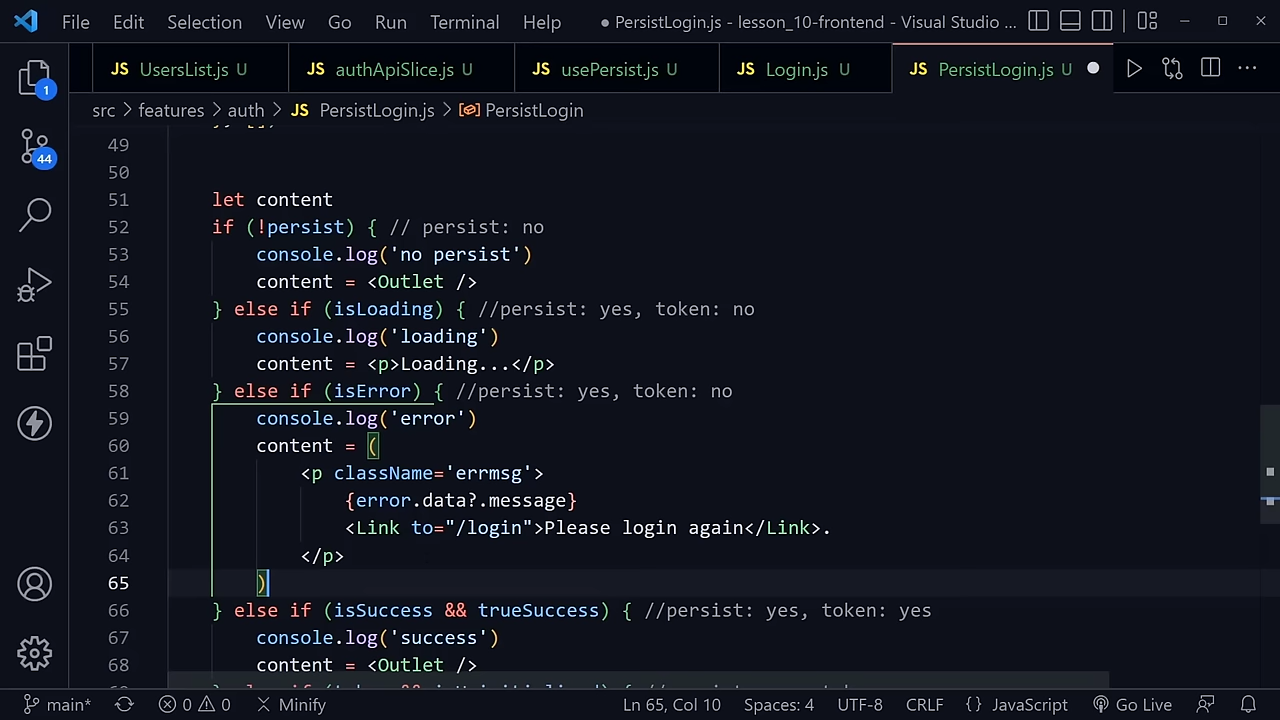 File Edit Selection View Go Run Terminal Help ● PersistLogin.js - lesson_10-frontend - Visual Studio ...
JS UsersList.js U JS authApiSlice.js U JS usePersist.js U JS Login.js U JS PersistLogin.js U
src > features > auth > JS PersistLogin.js > PersistLogin
1
44
49
50
51 let content
52 if (!persist) { // persist: no
53 console.log('no persist')
54 content = <Outlet />
55 } else if (isLoading) { //persist: yes, token: no
56 console.log('loading')
57 content = <p>Loading...</p>
58 } else if (isError) { //persist: yes, token: no
59 console.log('error')
60 content = (
61 <p className='errmsg'>
62 {error.data?.message}
63 <Link to="/login">Please login again</Link>.
64 </p>
65 )
66 } else if (isSuccess && trueSuccess) { //persist: yes, token: yes
67 console.log('success')
68 content = <Outlet />
main* 0 0 Minify Ln 65, Col 10 Spaces: 4 UTF-8 CRLF {} JavaScript Go Live